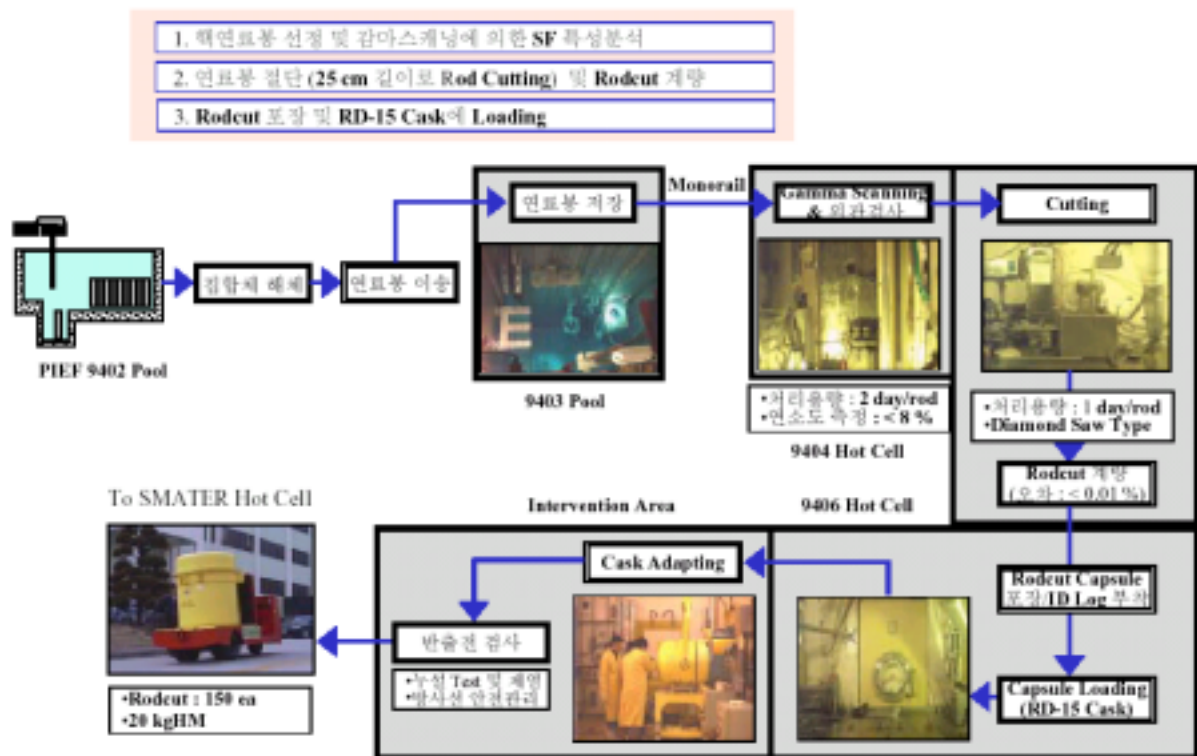 1. 핵연료봉 선정 및 감마스캐닝에 의한 SF 특성분석
2. 연료봉 절단 (25 cm 길이로 Rod Cutting) 및 Rodcut 계량
3. Rodcut 포장 및 RD-15 Cask에 Loading
PIEF 9402 Pool
집합체 해체
연료봉 이송
연료봉 저장
9403 Pool
Monorail
Gamma Scanning
& 외관검사
•처리용량 : 2 day/rod
•연소도 측정 : < 8 %
9404 Hot Cell
Cutting
•처리용량 : 1 day/rod
•Diamond Saw Type
Rodcut 계량
(오차 : < 0.01 %)
9406 Hot Cell
Rodcut Capsule
포장/ID Log 부착
Capsule Loading
(RD-15 Cask)
Intervention Area
Cask Adapting
반출전 검사
•누설 Test 및 제염
•방사선 안전관리
To SMATER Hot Cell
•Rodcut : 150 ea
•20 kgHM